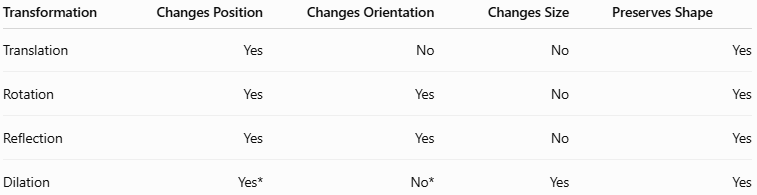 Transformation Changes Position Changes Orientation Changes Size Preserves Shape
Translation Yes No No Yes
Rotation Yes Yes No Yes
Reflection Yes Yes No Yes
Dilation Yes* No* Yes Yes